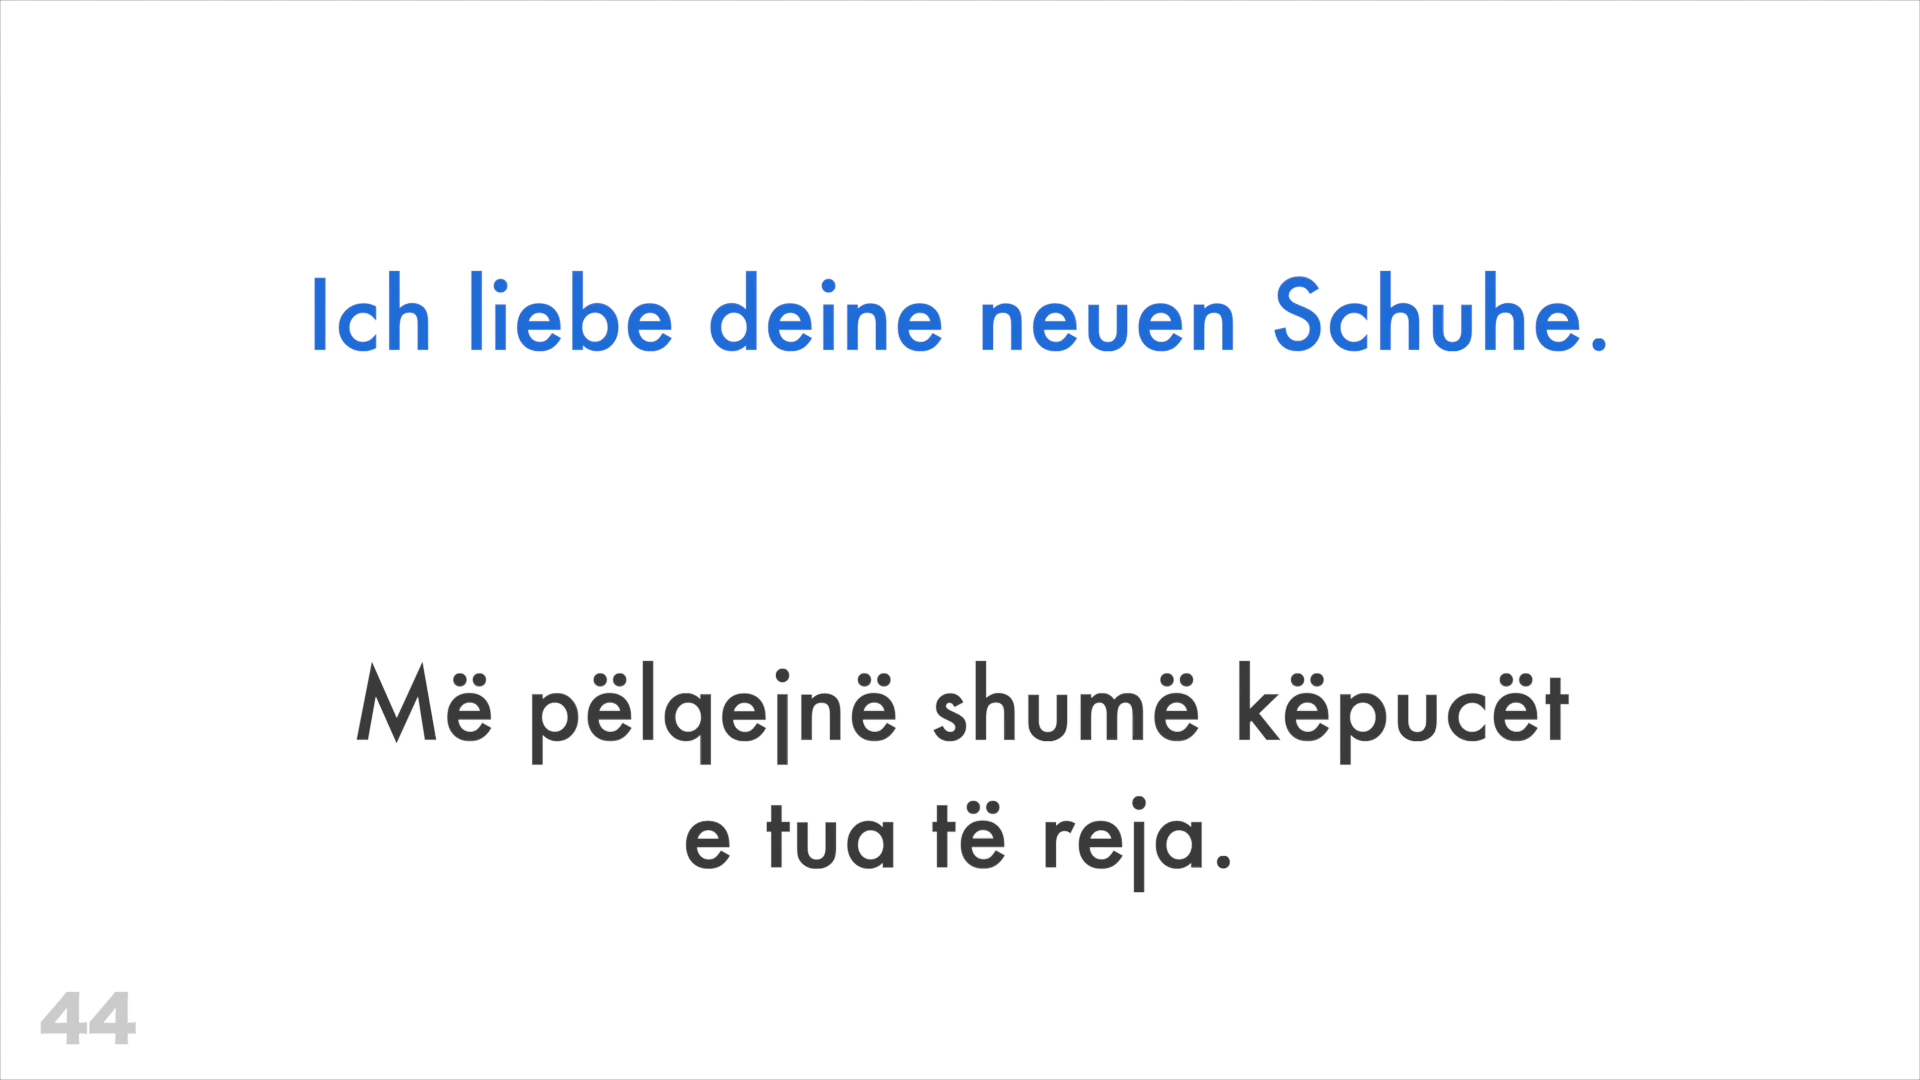 Ich liebe deine neuen Schuhe.
Më pëlqejnë shumë këpucët
e tua të reja.
44